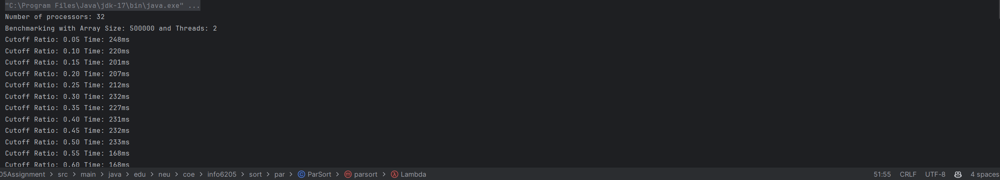 "C:\Program Files\Java\jdk-17\bin\java.exe" ...
Number of processors: 32
Benchmarking with Array Size: 500000 and Threads: 2
Cutoff Ratio: 0.05 Time: 248ms
Cutoff Ratio: 0.10 Time: 220ms
Cutoff Ratio: 0.15 Time: 201ms
Cutoff Ratio: 0.20 Time: 207ms
Cutoff Ratio: 0.25 Time: 212ms
Cutoff Ratio: 0.30 Time: 232ms
Cutoff Ratio: 0.35 Time: 227ms
Cutoff Ratio: 0.40 Time: 231ms
Cutoff Ratio: 0.45 Time: 232ms
Cutoff Ratio: 0.50 Time: 233ms
Cutoff Ratio: 0.55 Time: 168ms
Cutoff Ratio: 0.60 Time: 168ms
05Assignment > src > main > java > edu > neu > coe > info6205 > sort > par > ParSort > parsort > Lambda 51:55 CRLF UTF-8 4 spaces